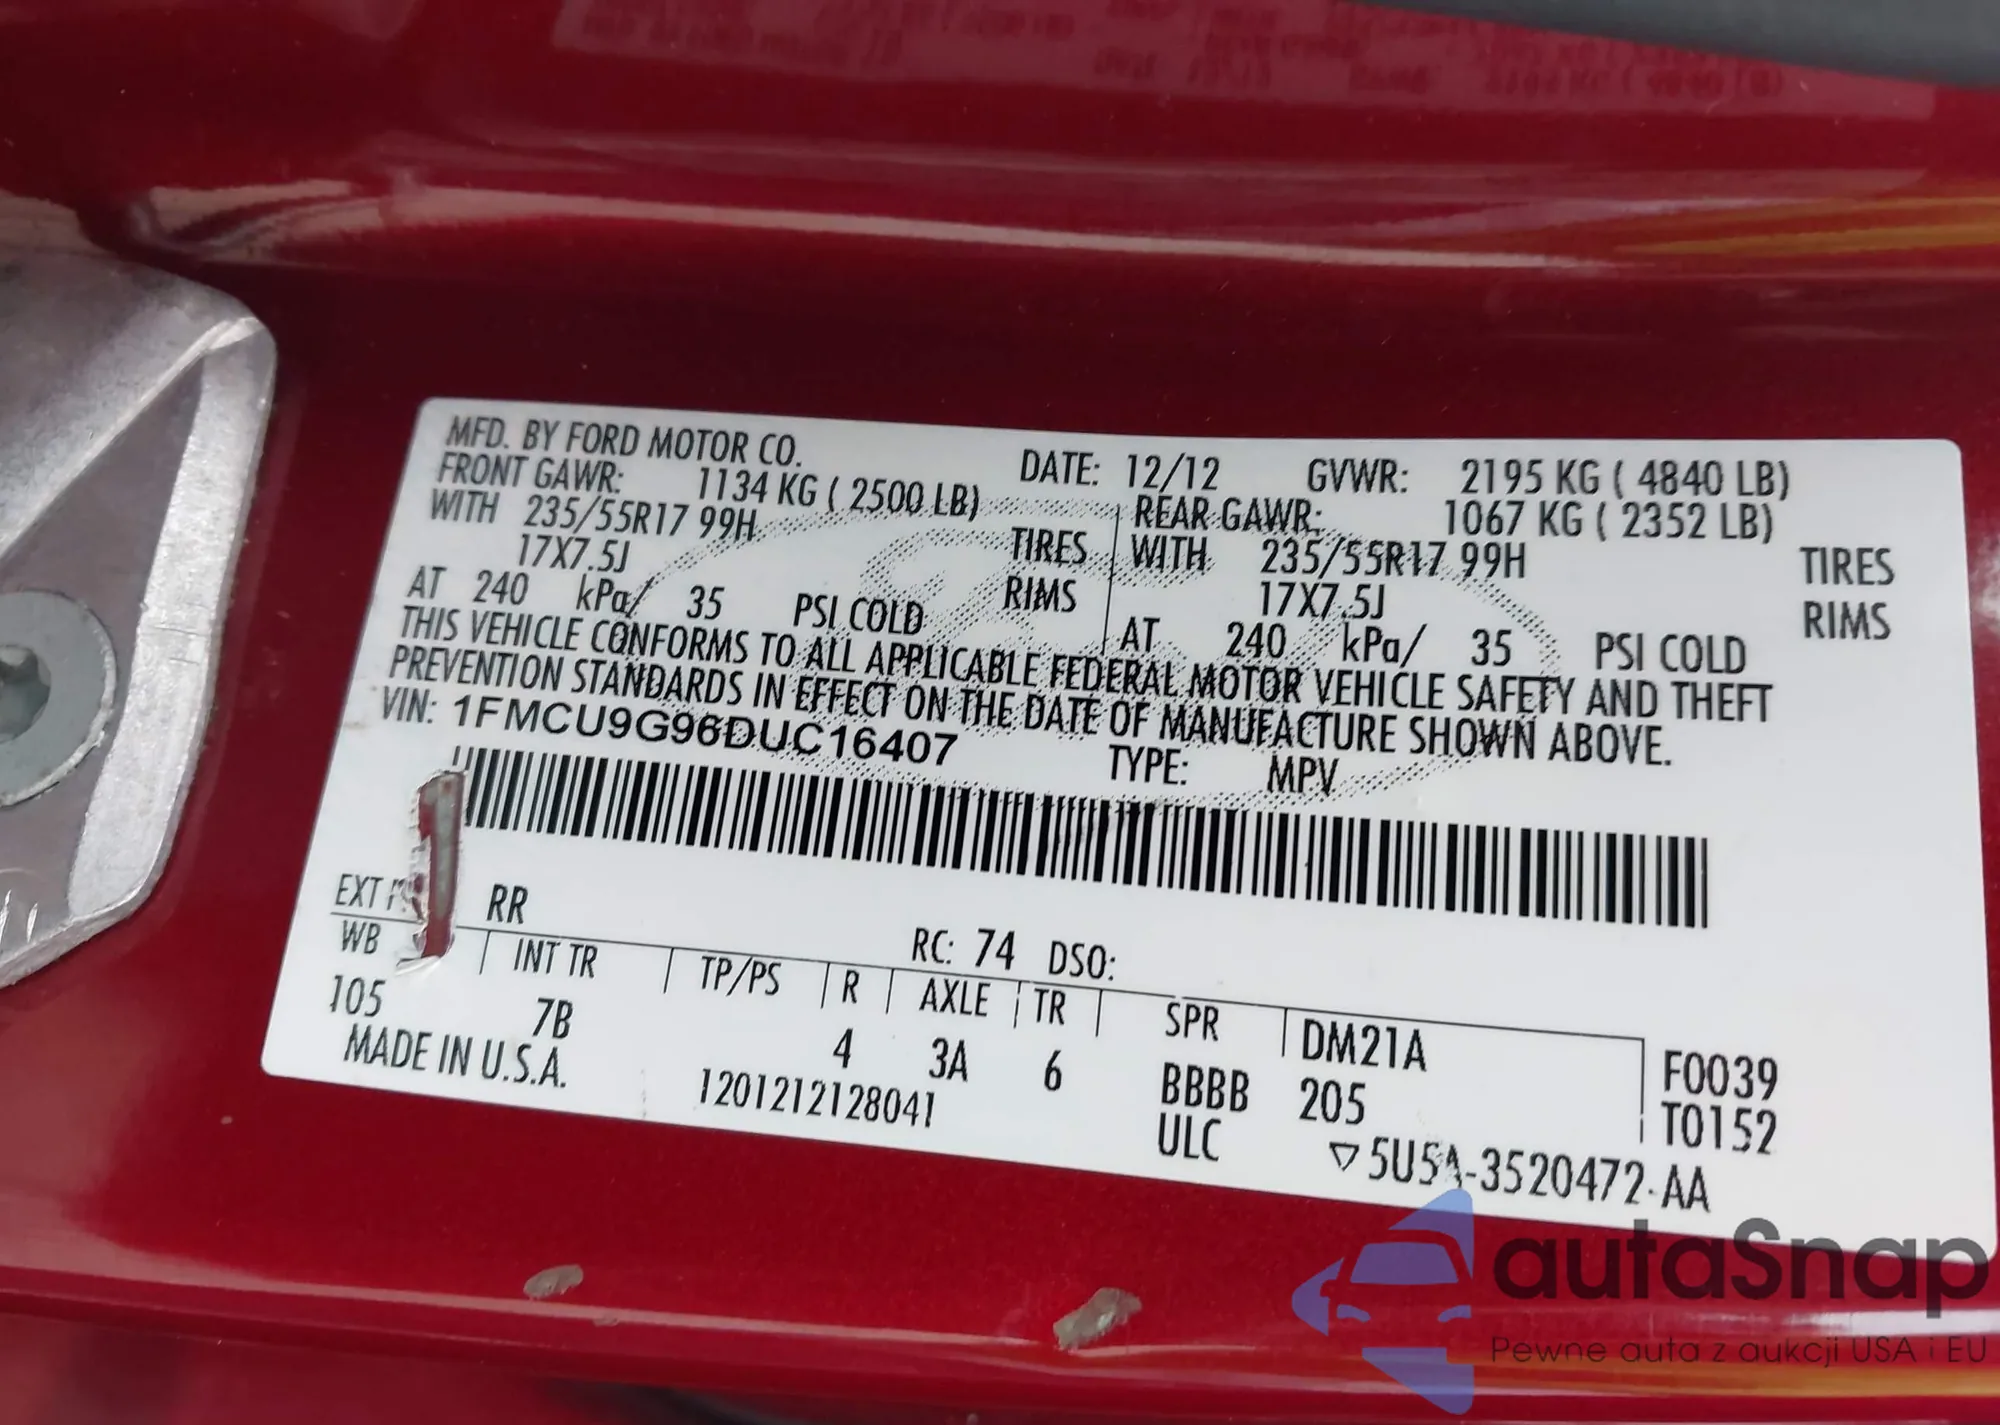 MFD. BY FORD MOTOR CO. DATE: 12/12 GVWR: 2195 KG ( 4840 LB)
FRONT GAWR: 1134 KG ( 2500 LB) REAR GAWR: 1067 KG ( 2352 LB)
WITH 235/55R17 99H TIRES WITH 235/55R17 99H TIRES
17X7.5J RIMS 17X7.5J RIMS
AT 240 kPa/ 35 PSI COLD AT 240 kPa/ 35 PSI COLD
THIS VEHICLE CONFORMS TO ALL APPLICABLE FEDERAL MOTOR VEHICLE SAFETY AND THEFT
PREVENTION STANDARDS IN EFFECT ON THE DATE OF MANUFACTURE SHOWN ABOVE.
VIN: 1FMCU9G96DUC16407 TYPE: MPV
EXT RR RC: 74 DSO:
WB INT TR TP/PS R AXLE TR SPR DM21A F0039
105 7B 4 3A 6 BBBB 205 T0152
MADE IN U.S.A. 1201212128041 ULC ▽5U5A-3520472-AA
autaSnap
Pewne auta z aukcji USA i EU